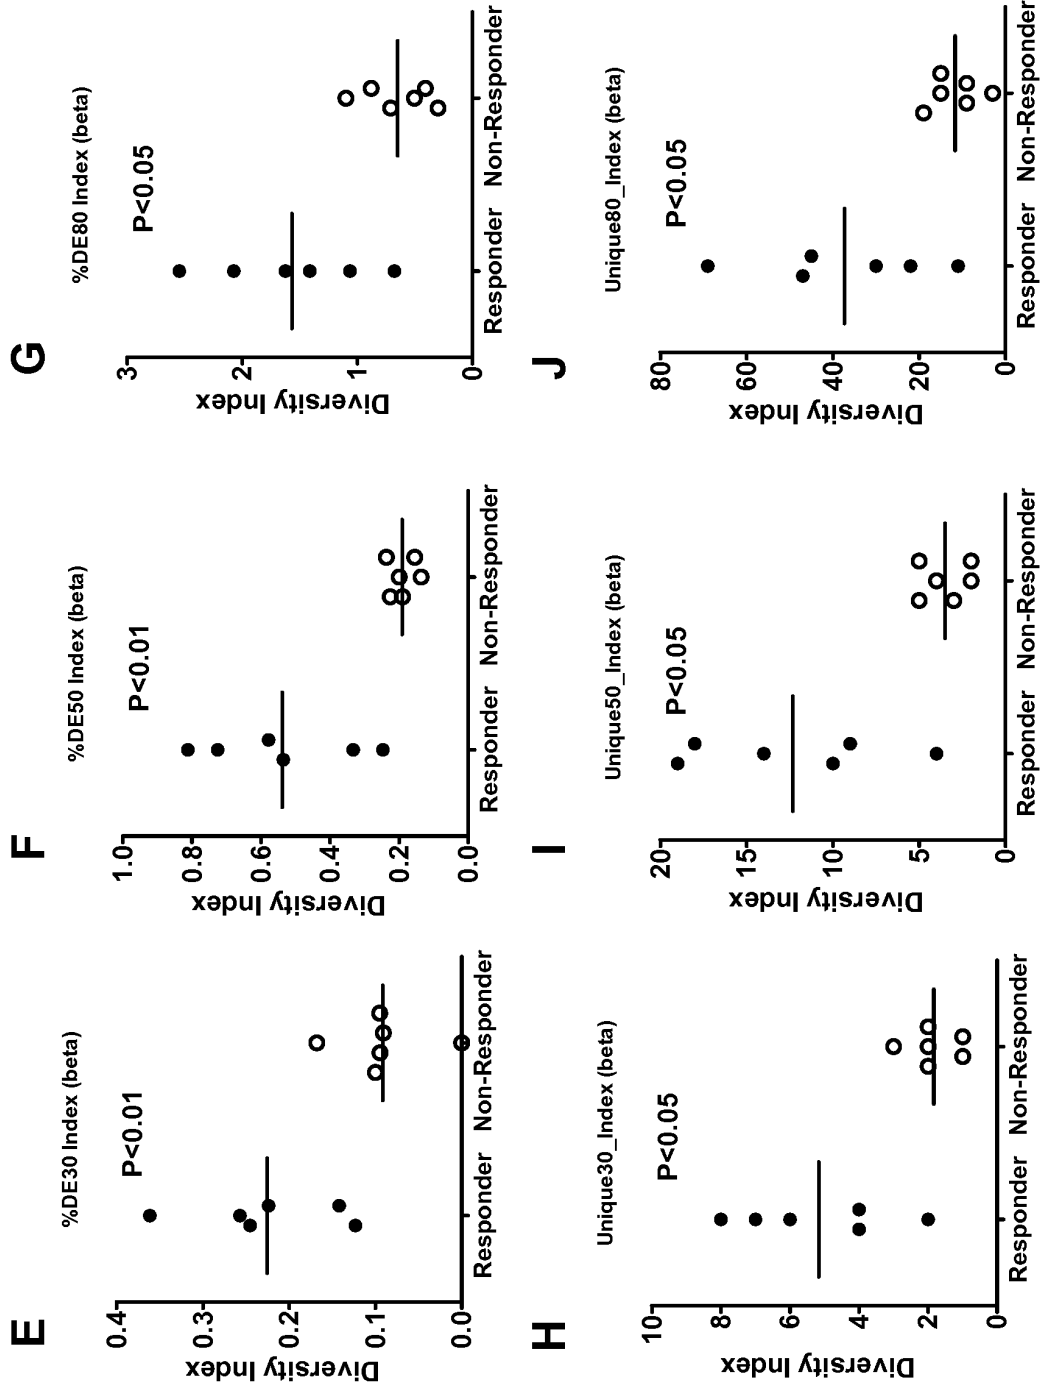 E
%DE30 Index (beta)
P<0.01
Diversity Index
0.4
0.3
0.2
0.1
0.0
Responder Non-Responder
F
%DE50 Index (beta)
P<0.01
Diversity Index
1.0
0.8
0.6
0.4
0.2
0.0
Responder Non-Responder
G
%DE80 Index (beta)
P<0.05
Diversity Index
3
2
1
0
Responder Non-Responder
H
Unique30_Index (beta)
P<0.05
Diversity Index
10
8
6
4
2
0
Responder Non-Responder
I
Unique50_Index (beta)
P<0.05
Diversity Index
20
15
10
5
0
Responder Non-Responder
J
Unique80_Index (beta)
P<0.05
Diversity Index
80
60
40
20
0
Responder Non-Responder